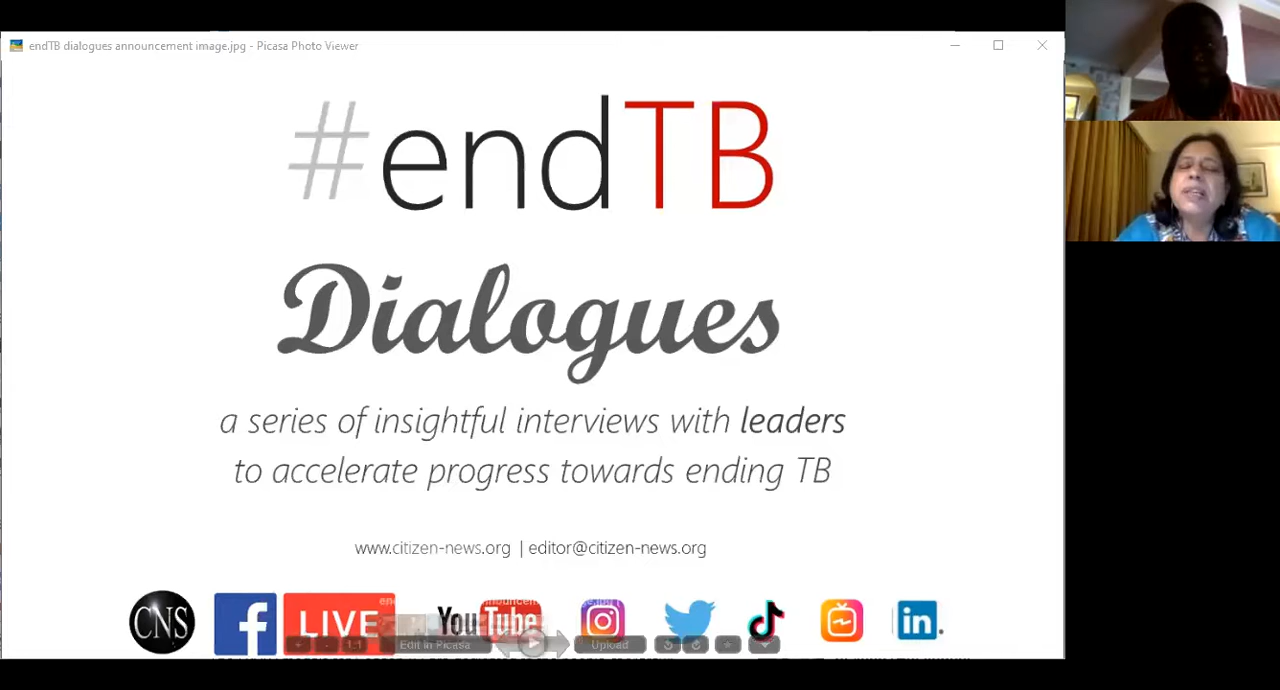 endTB dialogues announcement image.jpg - Picasa Photo Viewer
#endTB
Dialogues
a series of insightful interviews with leaders
to accelerate progress towards ending TB
www.citizen-news.org | editor@citizen-news.org
CNS f LIVE YouTube in
1:1 Edit in Picasa Upload